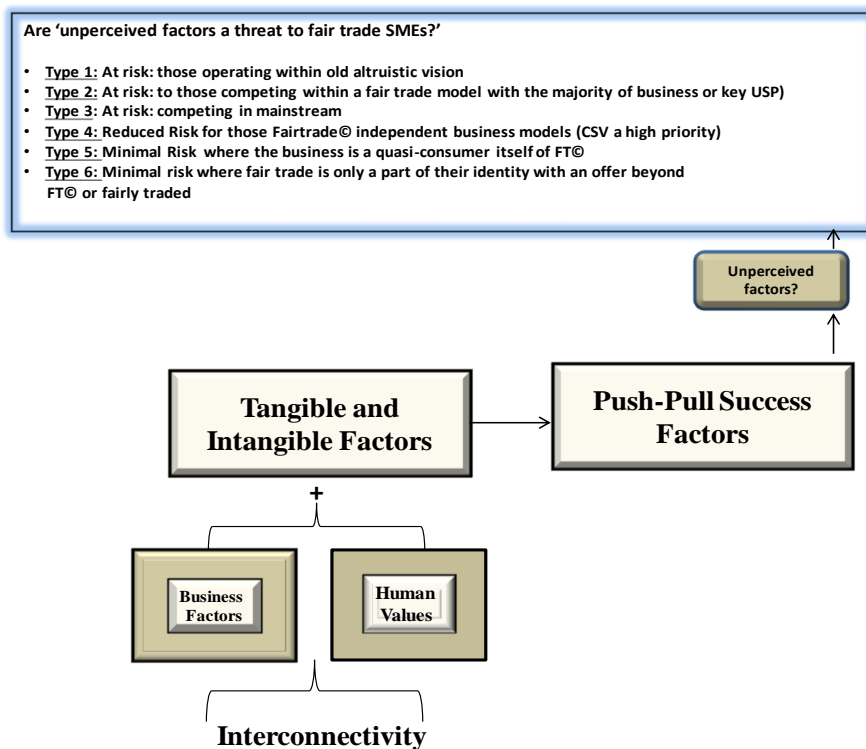 Are ‘unperceived factors a threat to fair trade SMEs?’
• Type 1: At risk: those operating within old altruistic vision
• Type 2: At risk: to those competing within a fair trade model with the majority of business or key USP)
• Type 3: At risk: competing in mainstream
• Type 4: Reduced Risk for those Fairtrade© independent business models (CSV a high priority)
• Type 5: Minimal Risk where the business is a quasi-consumer itself of FT©
• Type 6: Minimal risk where fair trade is only a part of their identity with an offer beyond
FT© or fairly traded
Unperceived
factors?
Tangible and
Intangible Factors
Push-Pull Success
Factors
+
Business
Factors
Human
Values
Interconnectivity